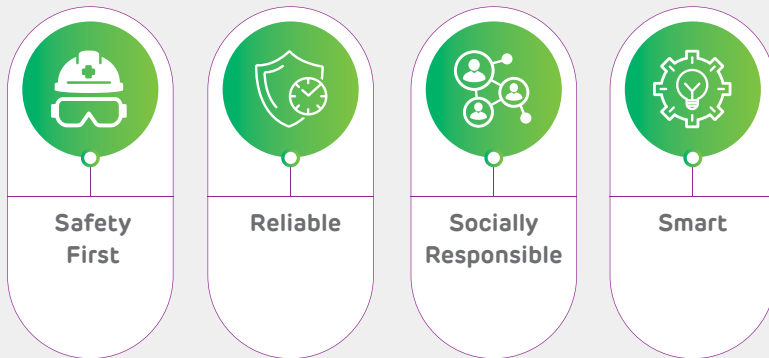 Safety
First
Reliable
Socially
Responsible
Smart